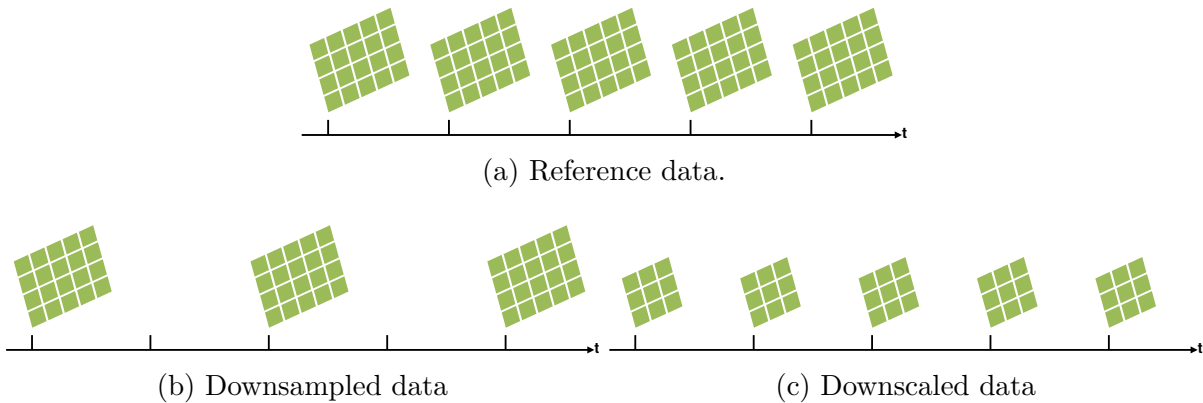 t
(a) Reference data.
t
t
(b) Downsampled data
(c) Downscaled data